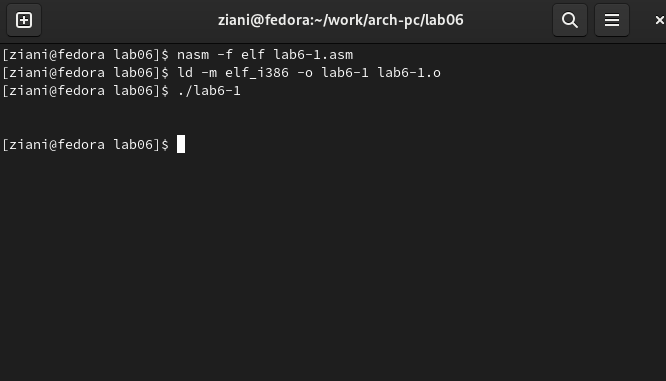 ziani@fedora:~/work/arch-pc/lab06
[ziani@fedora lab06]$ nasm -f elf lab6-1.asm
[ziani@fedora lab06]$ ld -m elf_i386 -o lab6-1 lab6-1.o
[ziani@fedora lab06]$ ./lab6-1
[ziani@fedora lab06]$